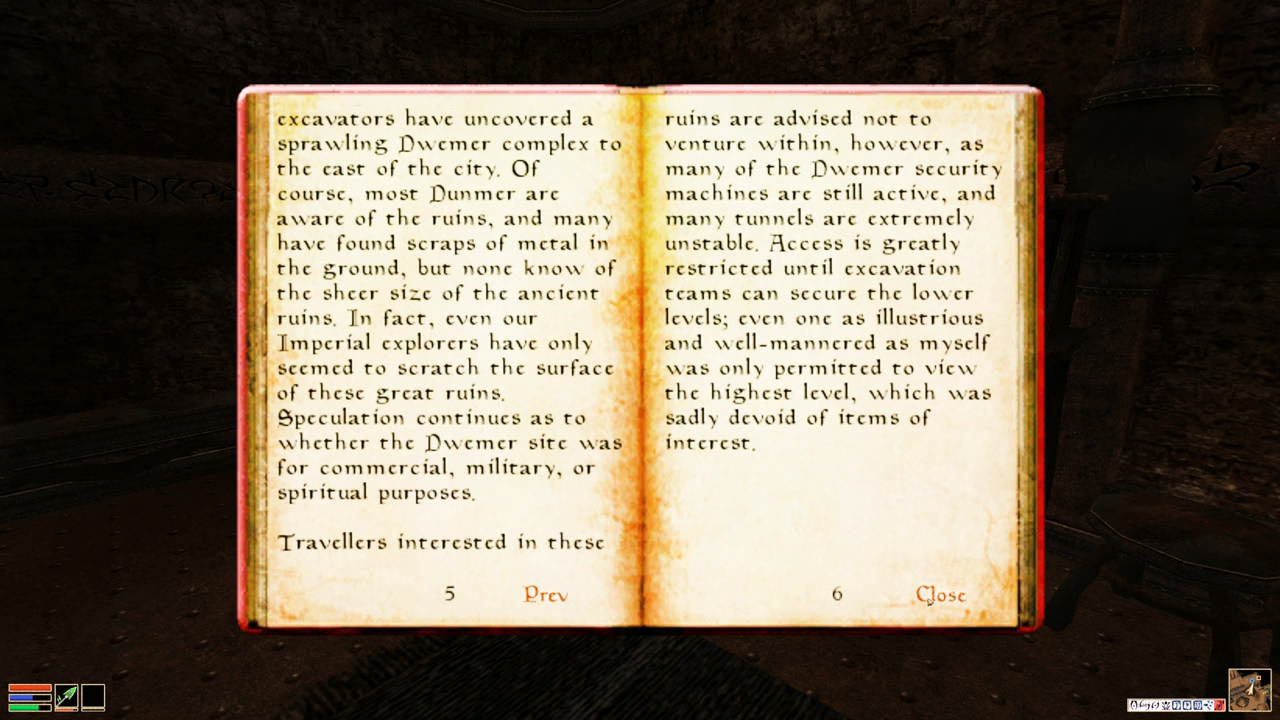 excavators have uncovered a
sprawling Dwemer complex to
the east of the city. Of
course, most Dunmer are
aware of the ruins, and many
have found scraps of metal in
the ground, but none know of
the sheer size of the ancient
ruins. In fact, even our
Imperial explorers have only
seemed to scratch the surface
of these great ruins.
Speculation continues as to
whether the Dwemer site was
for commercial, military, or
spiritual purposes.
Travellers interested in these
5 Prev
ruins are advised not to
venture within, however, as
many of the Dwemer security
machines are still active, and
many tunnels are extremely
unstable. Access is greatly
restricted until excavation
teams can secure the lower
levels; even one as illustrious
and well-mannered as myself
was only permitted to view
the highest level, which was
sadly devoid of items of
interest.
6 Close